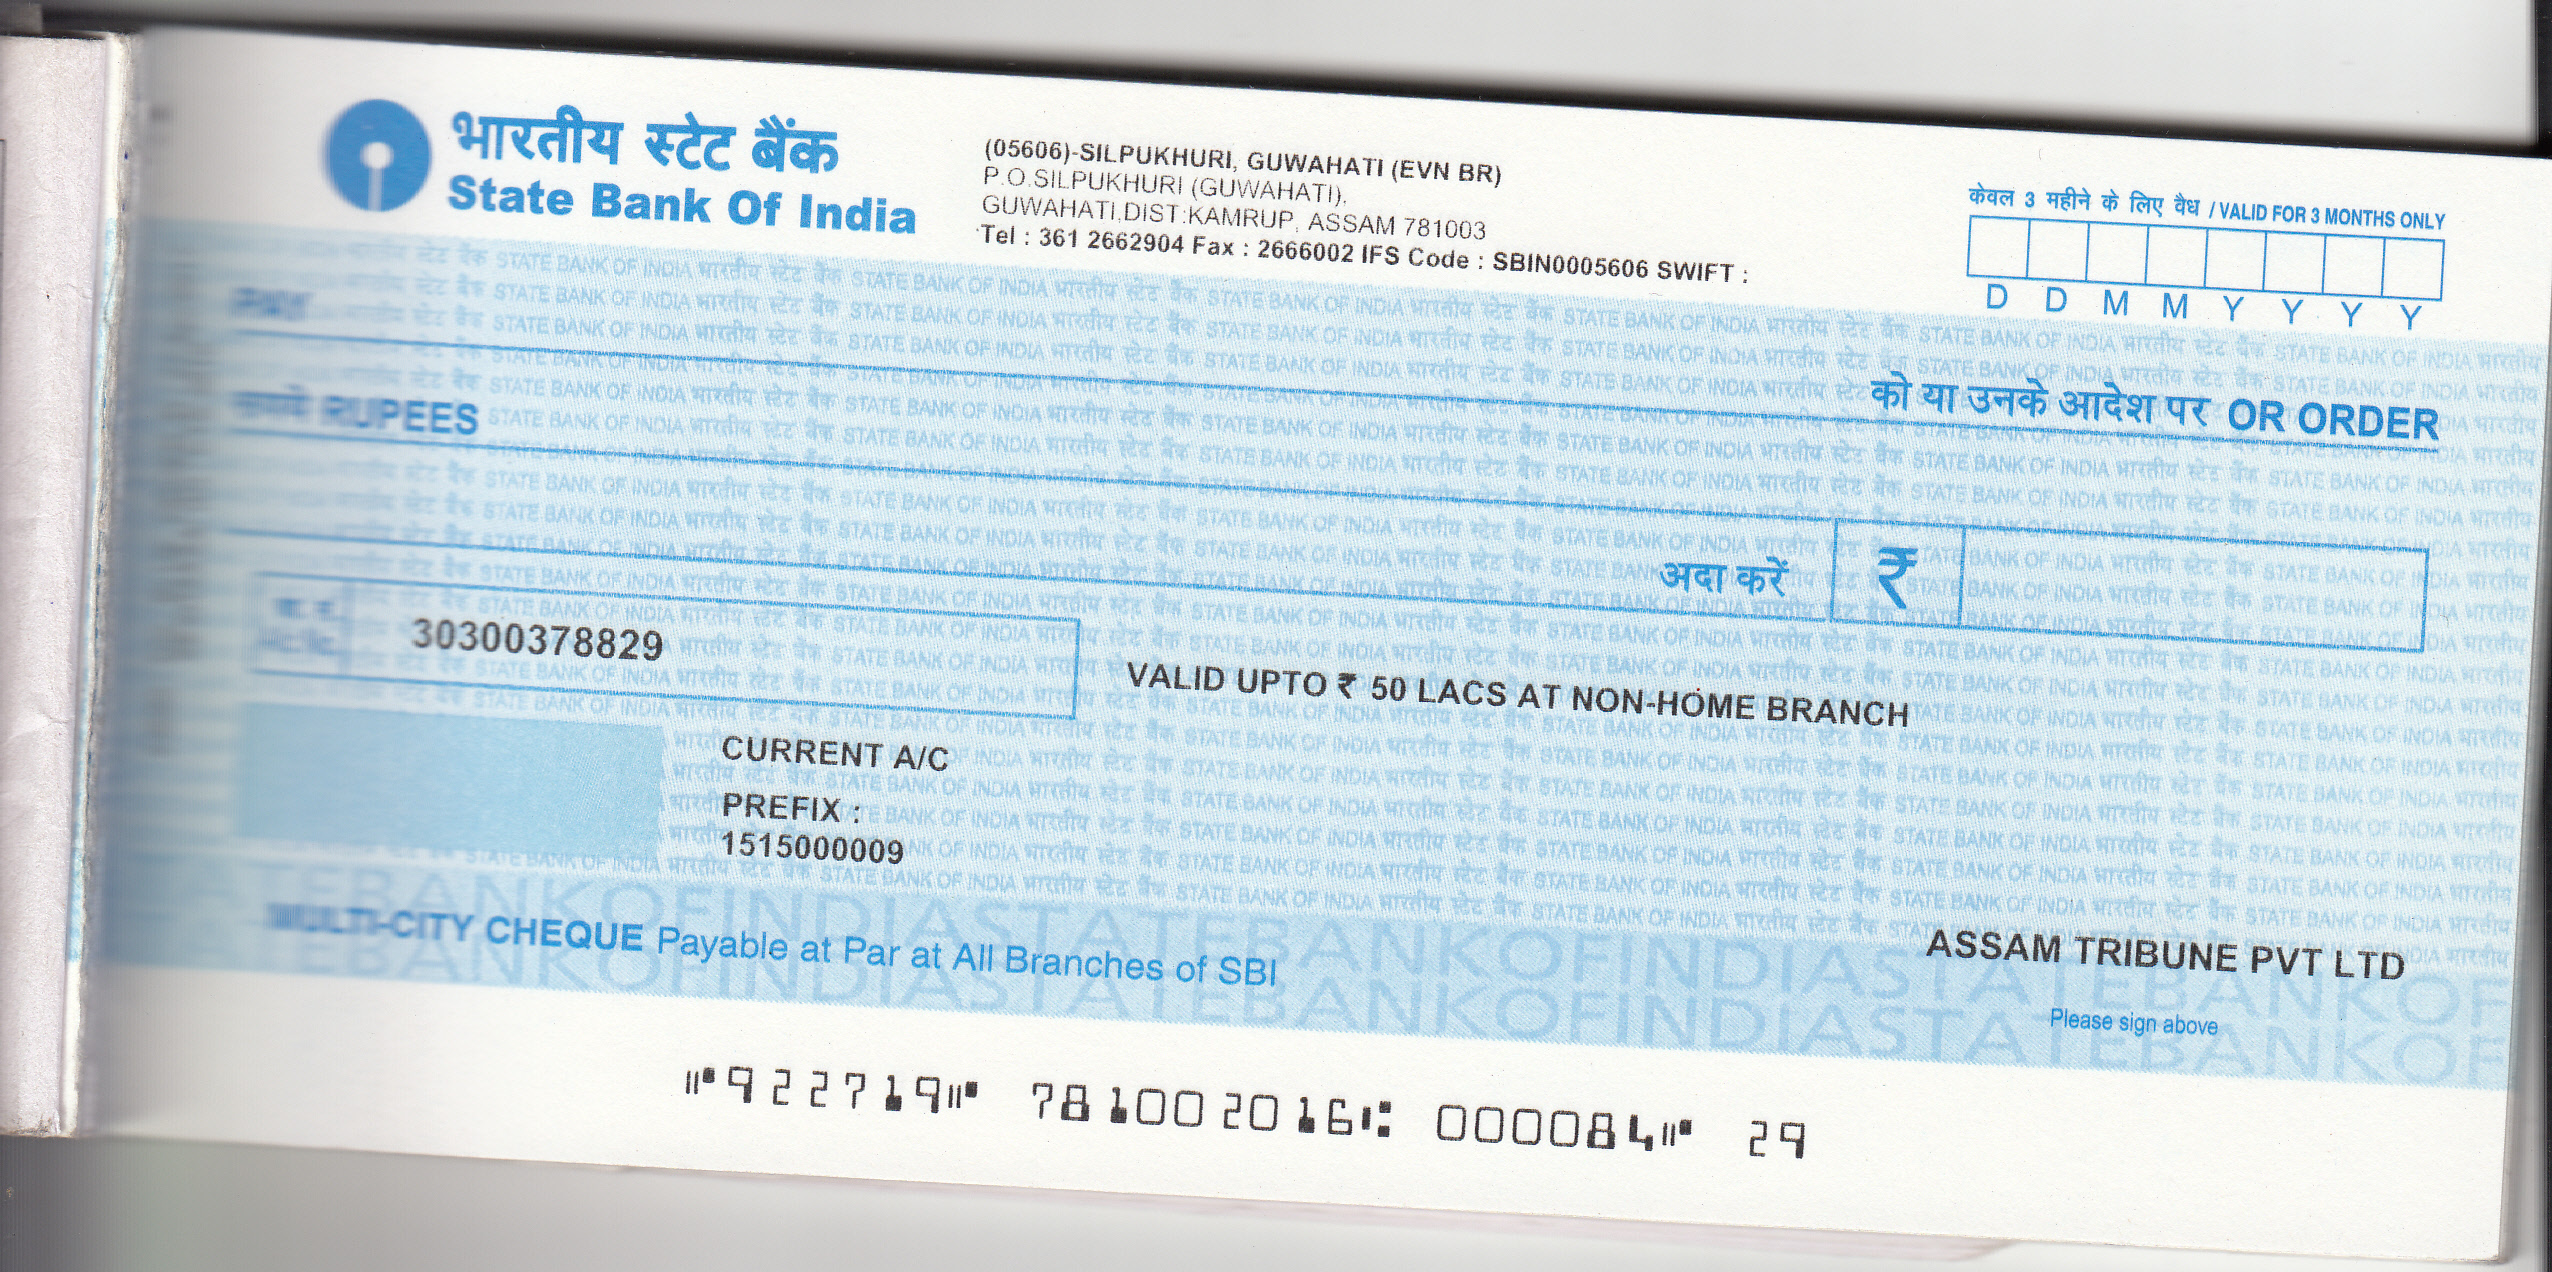 भारतीय स्टेट बैंक
State Bank Of India
(05606)-SILPUKHURI, GUWAHATI (EVN BR)
P.O.SILPUKHURI (GUWAHATI),
GUWAHATI,DIST:KAMRUP, ASSAM 781003
Tel : 361 2662904 Fax : 2666002 IFS Code : SBIN0005606 SWIFT :
केवल 3 महीने के लिए वैध / VALID FOR 3 MONTHS ONLY
D D M M Y Y Y Y
PAY
को या उनके आदेश पर OR ORDER
रुपये RUPEES
अदा करें ₹
30300378829
VALID UPTO ₹ 50 LACS AT NON-HOME BRANCH
CURRENT A/C
PREFIX :
1515000009
MULTI-CITY CHEQUE Payable at Par at All Branches of SBI
ASSAM TRIBUNE PVT LTD
Please sign above
⑈922719⑈ 781002016⑆ 000084⑈ 29